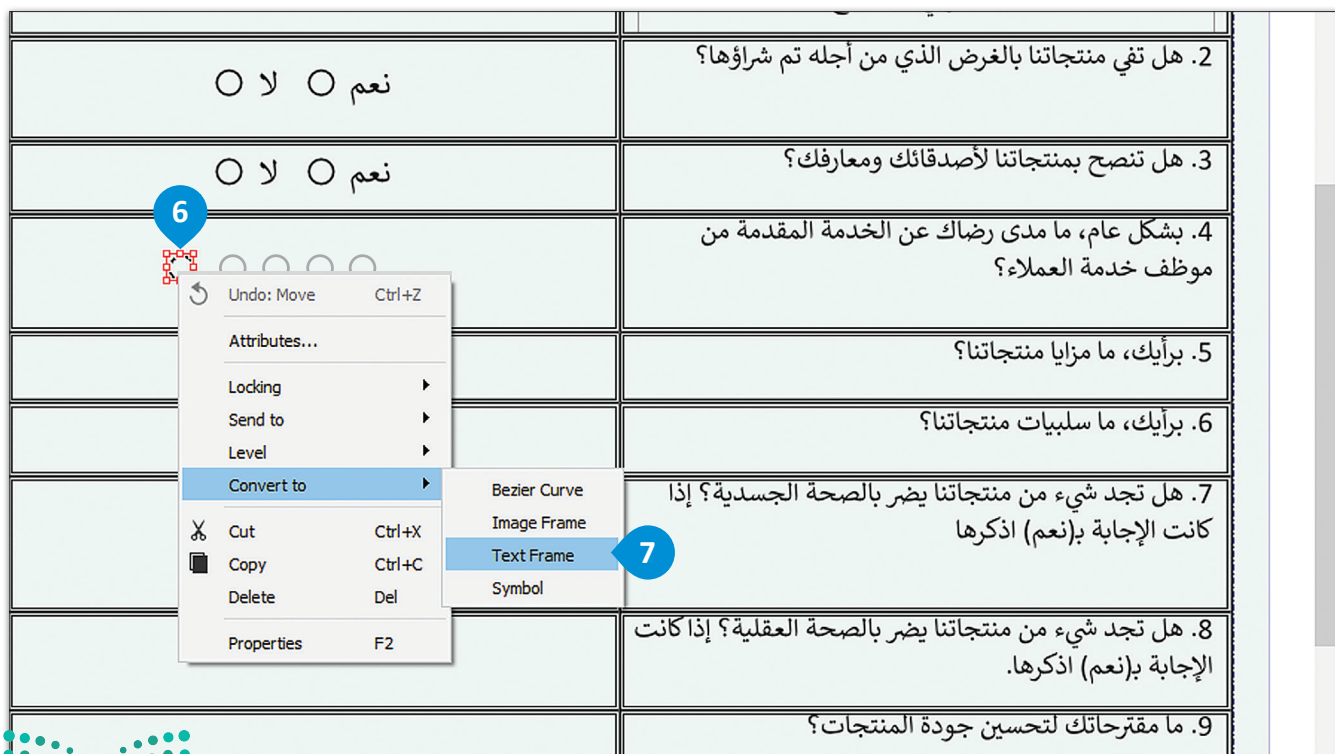 2. هل تفي منتجاتنا بالغرض الذي من أجله تم شراؤها؟
نعم لا
3. هل تنصح بمنتجاتنا لأصدقائك ومعارفك؟
نعم لا
4. بشكل عام، ما مدى رضاك عن الخدمة المقدمة من
موظف خدمة العملاء؟
5. برأيك، ما مزايا منتجاتنا؟
6. برأيك، ما سلبيات منتجاتنا؟
7. هل تجد شيء من منتجاتنا يضر بالصحة الجسدية؟ إذا
كانت الإجابة بـ(نعم) اذكرها
8. هل تجد شيء من منتجاتنا يضر بالصحة العقلية؟ إذا كانت
الإجابة بـ(نعم) اذكرها.
9. ما مقترحاتك لتحسين جودة المنتجات؟
6
Undo: Move Ctrl+Z
Attributes...
Locking
Send to
Level
Convert to
Cut Ctrl+X
Copy Ctrl+C
Delete Del
Properties F2
Bezier Curve
Image Frame
Text Frame
Symbol
7